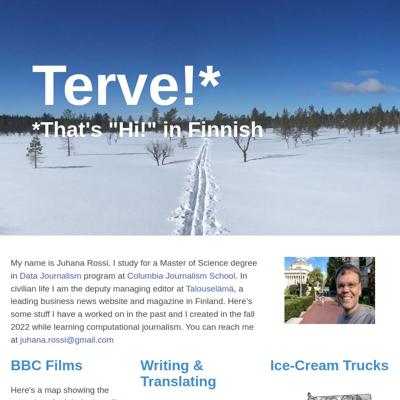 Terve!*
*That's "Hi!" in Finnish
My name is Juhana Rossi. I study for a Master of Science degree
in Data Journalism program at Columbia Journalism School. In
civilian life I am the deputy managing editor at Talouselämä, a
leading business news website and magazine in Finland. Here's
some stuff I have a worked on in the past and I created in the fall
2022 while learning computational journalism. You can reach me
at juhana.rossi@gmail.com
BBC Films
Writing &
Translating
Ice-Cream Trucks
Here's a map showing the